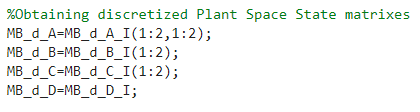 %Obtaining discretized Plant Space State matrixes
MB_d_A=MB_d_A_I(1:2,1:2);
MB_d_B=MB_d_B_I(1:2);
MB_d_C=MB_d_C_I(1:2);
MB_d_D=MB_d_D_I;